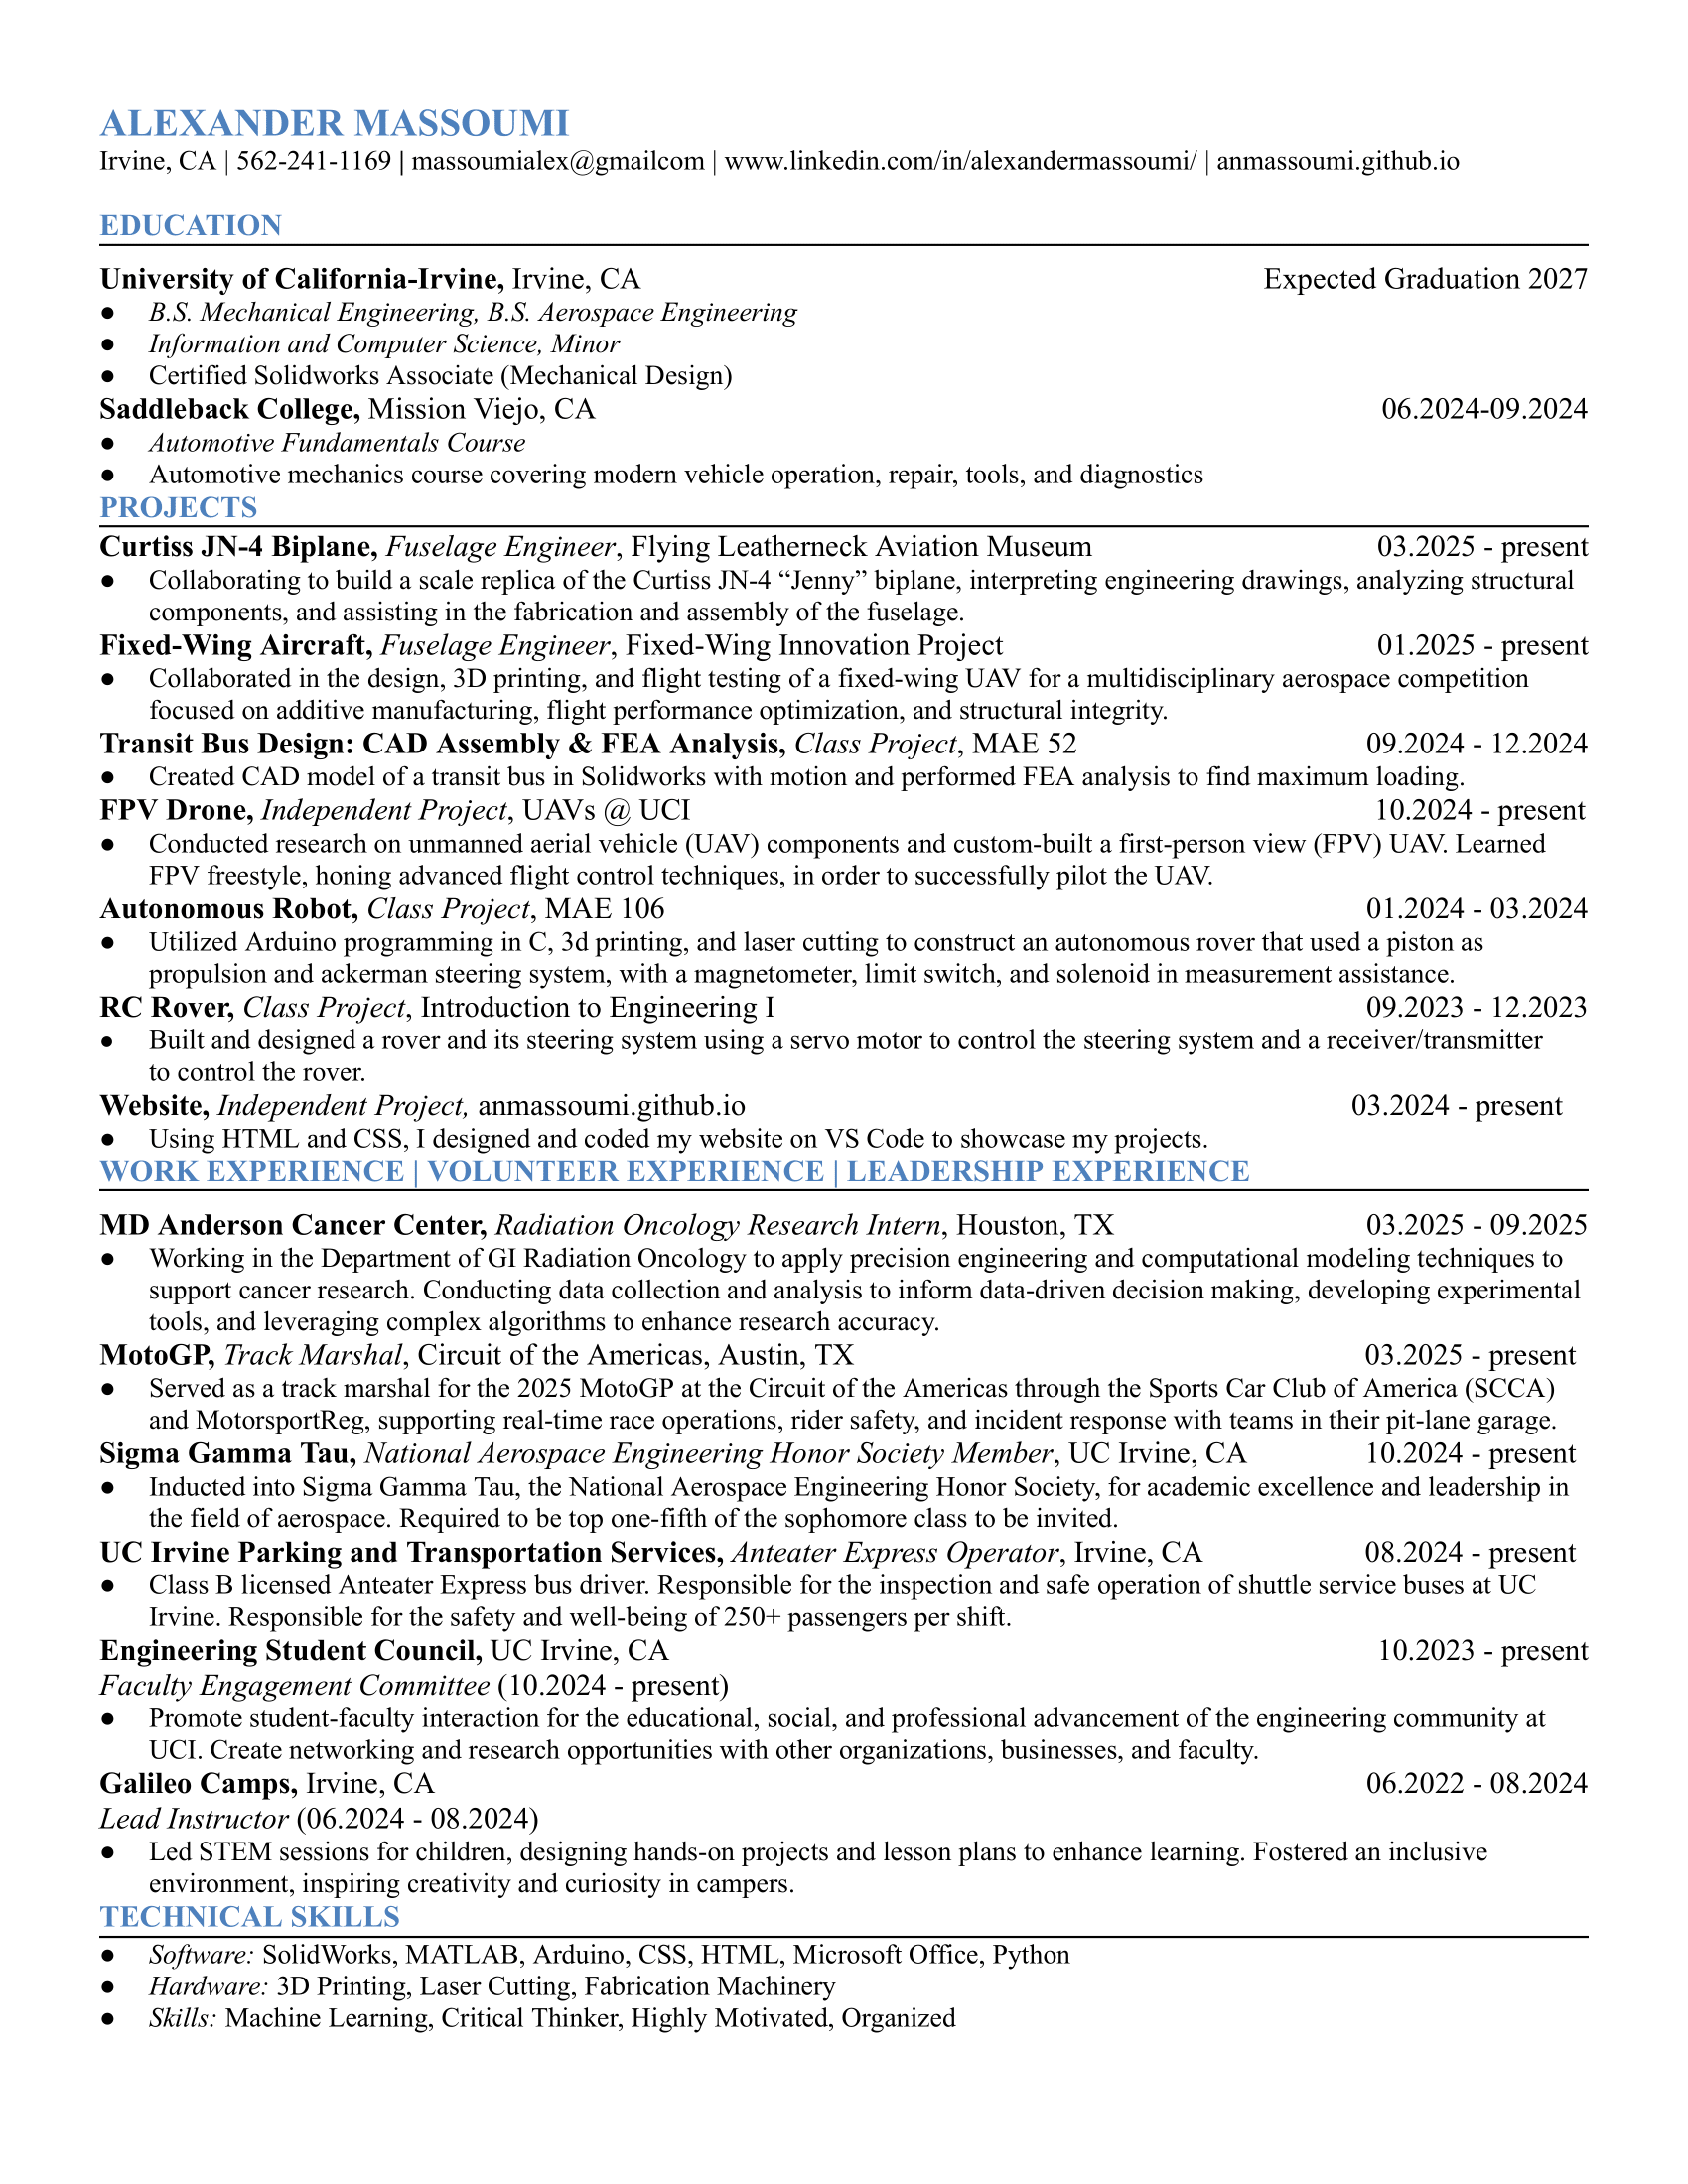 ALEXANDER MASSOUMI
Irvine, CA | 562-241-1169 | massoumialex@gmailcom | www.linkedin.com/in/alexandermassoumi/ | anmassoumi.github.io
EDUCATION
University of California-Irvine, Irvine, CA Expected Graduation 2027
● B.S. Mechanical Engineering, B.S. Aerospace Engineering
● Information and Computer Science, Minor
● Certified Solidworks Associate (Mechanical Design)
Saddleback College, Mission Viejo, CA 06.2024-09.2024
● Automotive Fundamentals Course
● Automotive mechanics course covering modern vehicle operation, repair, tools, and diagnostics
PROJECTS
Curtiss JN-4 Biplane, Fuselage Engineer, Flying Leatherneck Aviation Museum 03.2025 - present
● Collaborating to build a scale replica of the Curtiss JN-4 “Jenny” biplane, interpreting engineering drawings, analyzing structural
components, and assisting in the fabrication and assembly of the fuselage.
Fixed-Wing Aircraft, Fuselage Engineer, Fixed-Wing Innovation Project 01.2025 - present
● Collaborated in the design, 3D printing, and flight testing of a fixed-wing UAV for a multidisciplinary aerospace competition
focused on additive manufacturing, flight performance optimization, and structural integrity.
Transit Bus Design: CAD Assembly & FEA Analysis, Class Project, MAE 52 09.2024 - 12.2024
● Created CAD model of a transit bus in Solidworks with motion and performed FEA analysis to find maximum loading.
FPV Drone, Independent Project, UAVs @ UCI 10.2024 - present
● Conducted research on unmanned aerial vehicle (UAV) components and custom-built a first-person view (FPV) UAV. Learned
FPV freestyle, honing advanced flight control techniques, in order to successfully pilot the UAV.
Autonomous Robot, Class Project, MAE 106 01.2024 - 03.2024
● Utilized Arduino programming in C, 3d printing, and laser cutting to construct an autonomous rover that used a piston as
propulsion and ackerman steering system, with a magnetometer, limit switch, and solenoid in measurement assistance.
RC Rover, Class Project, Introduction to Engineering I 09.2023 - 12.2023
● Built and designed a rover and its steering system using a servo motor to control the steering system and a receiver/transmitter
to control the rover.
Website, Independent Project, anmassoumi.github.io 03.2024 - present
● Using HTML and CSS, I designed and coded my website on VS Code to showcase my projects.
WORK EXPERIENCE | VOLUNTEER EXPERIENCE | LEADERSHIP EXPERIENCE
MD Anderson Cancer Center, Radiation Oncology Research Intern, Houston, TX 03.2025 - 09.2025
● Working in the Department of GI Radiation Oncology to apply precision engineering and computational modeling techniques to
support cancer research. Conducting data collection and analysis to inform data-driven decision making, developing experimental
tools, and leveraging complex algorithms to enhance research accuracy.
MotoGP, Track Marshal, Circuit of the Americas, Austin, TX 03.2025 - present
● Served as a track marshal for the 2025 MotoGP at the Circuit of the Americas through the Sports Car Club of America (SCCA)
and MotorsportReg, supporting real-time race operations, rider safety, and incident response with teams in their pit-lane garage.
Sigma Gamma Tau, National Aerospace Engineering Honor Society Member, UC Irvine, CA 10.2024 - present
● Inducted into Sigma Gamma Tau, the National Aerospace Engineering Honor Society, for academic excellence and leadership in
the field of aerospace. Required to be top one-fifth of the sophomore class to be invited.
UC Irvine Parking and Transportation Services, Anteater Express Operator, Irvine, CA 08.2024 - present
● Class B licensed Anteater Express bus driver. Responsible for the inspection and safe operation of shuttle service buses at UC
Irvine. Responsible for the safety and well-being of 250+ passengers per shift.
Engineering Student Council, UC Irvine, CA 10.2023 - present
Faculty Engagement Committee (10.2024 - present)
● Promote student-faculty interaction for the educational, social, and professional advancement of the engineering community at
UCI. Create networking and research opportunities with other organizations, businesses, and faculty.
Galileo Camps, Irvine, CA 06.2022 - 08.2024
Lead Instructor (06.2024 - 08.2024)
● Led STEM sessions for children, designing hands-on projects and lesson plans to enhance learning. Fostered an inclusive
environment, inspiring creativity and curiosity in campers.
TECHNICAL SKILLS
● Software: SolidWorks, MATLAB, Arduino, CSS, HTML, Microsoft Office, Python
● Hardware: 3D Printing, Laser Cutting, Fabrication Machinery
● Skills: Machine Learning, Critical Thinker, Highly Motivated, Organized